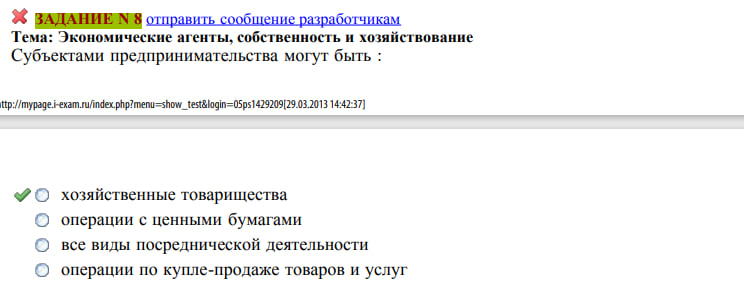 ЗАДАНИЕ N 8 отправить сообщение разработчикам
Тема: Экономические агенты, собственность и хозяйствование
Субъектами предпринимательства могут быть :
http://mypage.i-exam.ru/index.php?menu=show_test&login=05ps1429209[29.03.2013 14:42:37]
хозяйственные товарищества
операции с ценными бумагами
все виды посреднической деятельности
операции по купле-продаже товаров и услуг